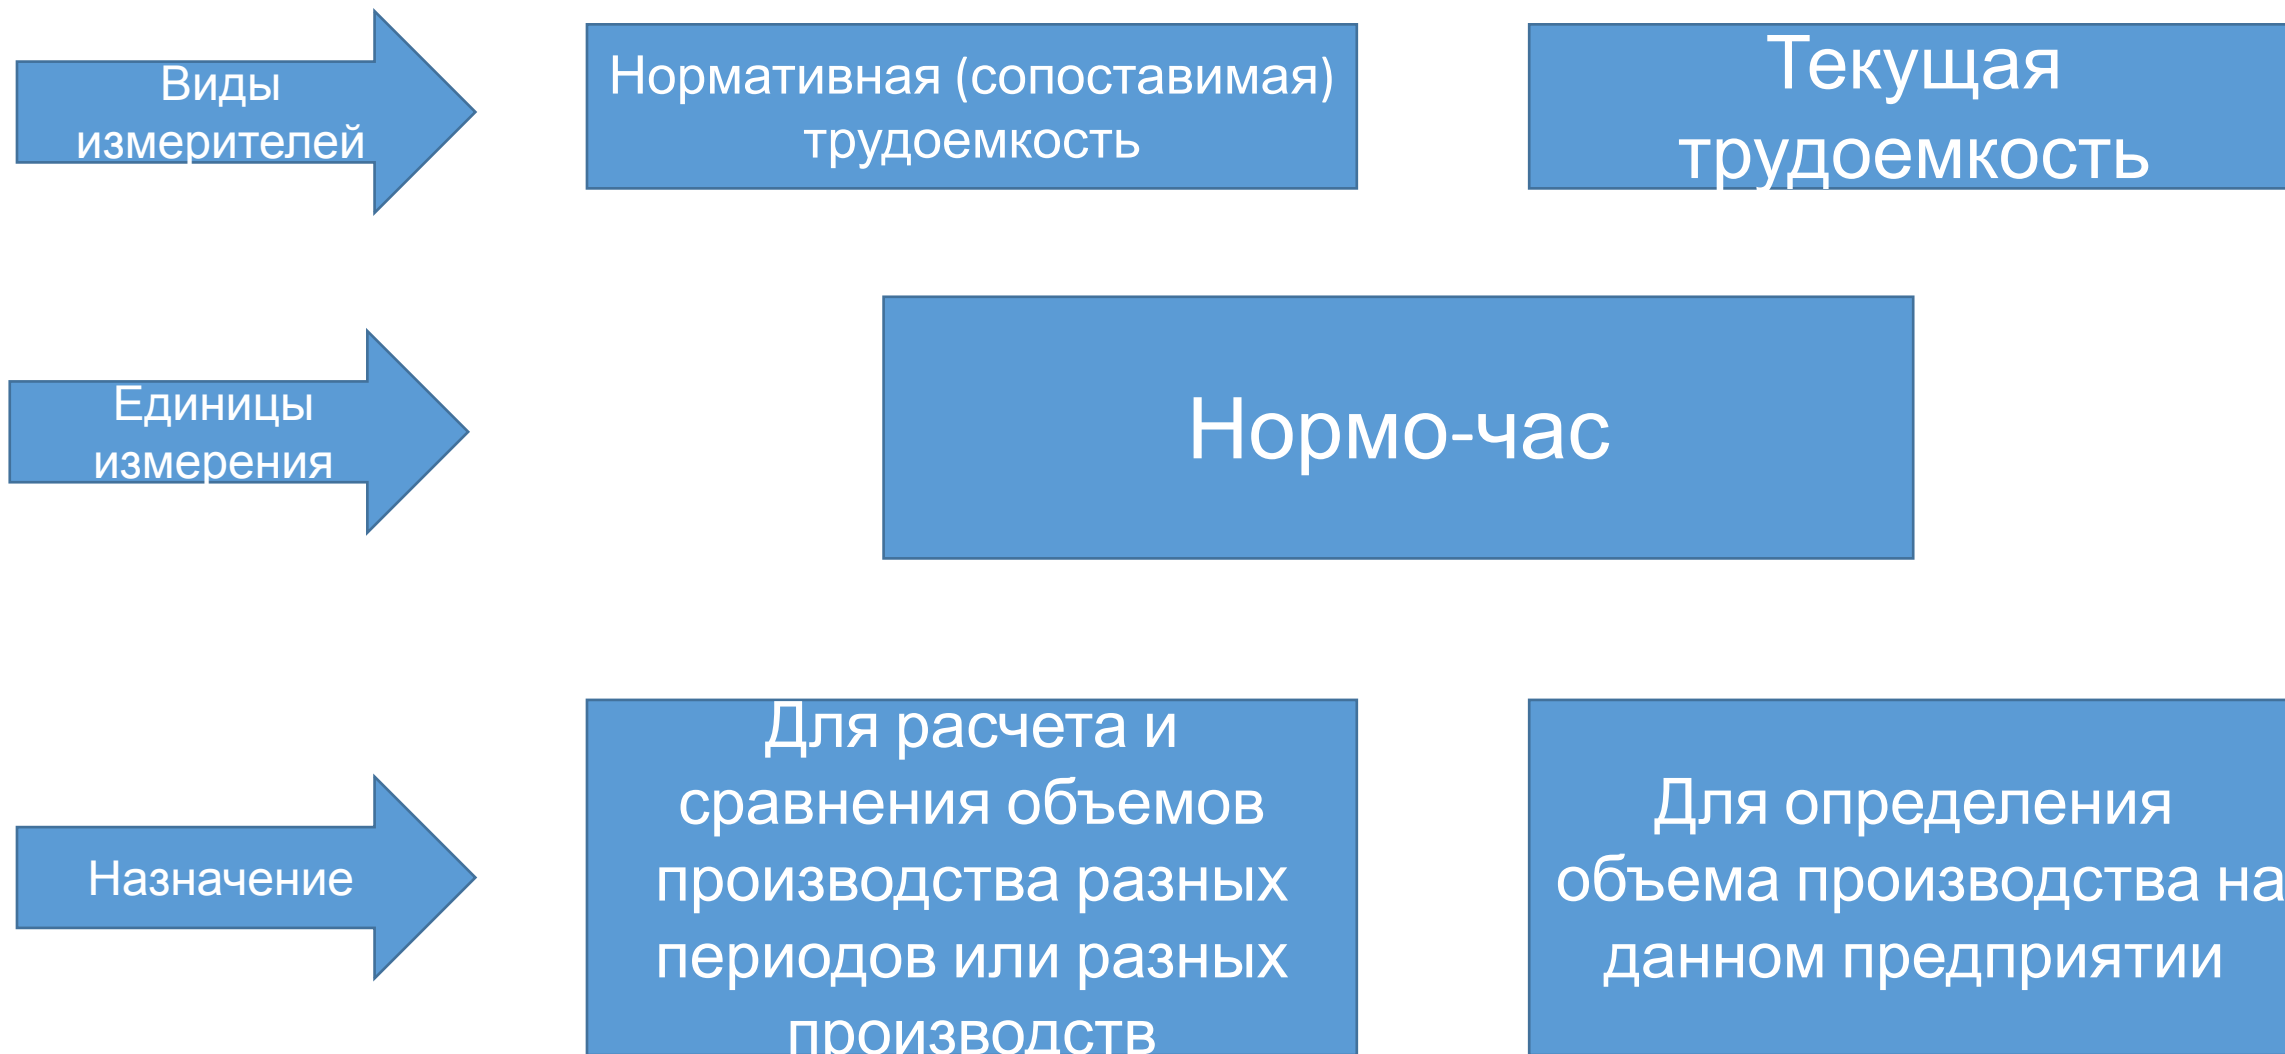 Виды
измерителей
Нормативная (сопоставимая)
трудоемкость
Текущая
трудоемкость
Единицы
измерения
Нормо-час
Назначение
Для расчета и
сравнения объемов
производства разных
периодов или разных
производств
Для определения
объема производства на
данном предприятии